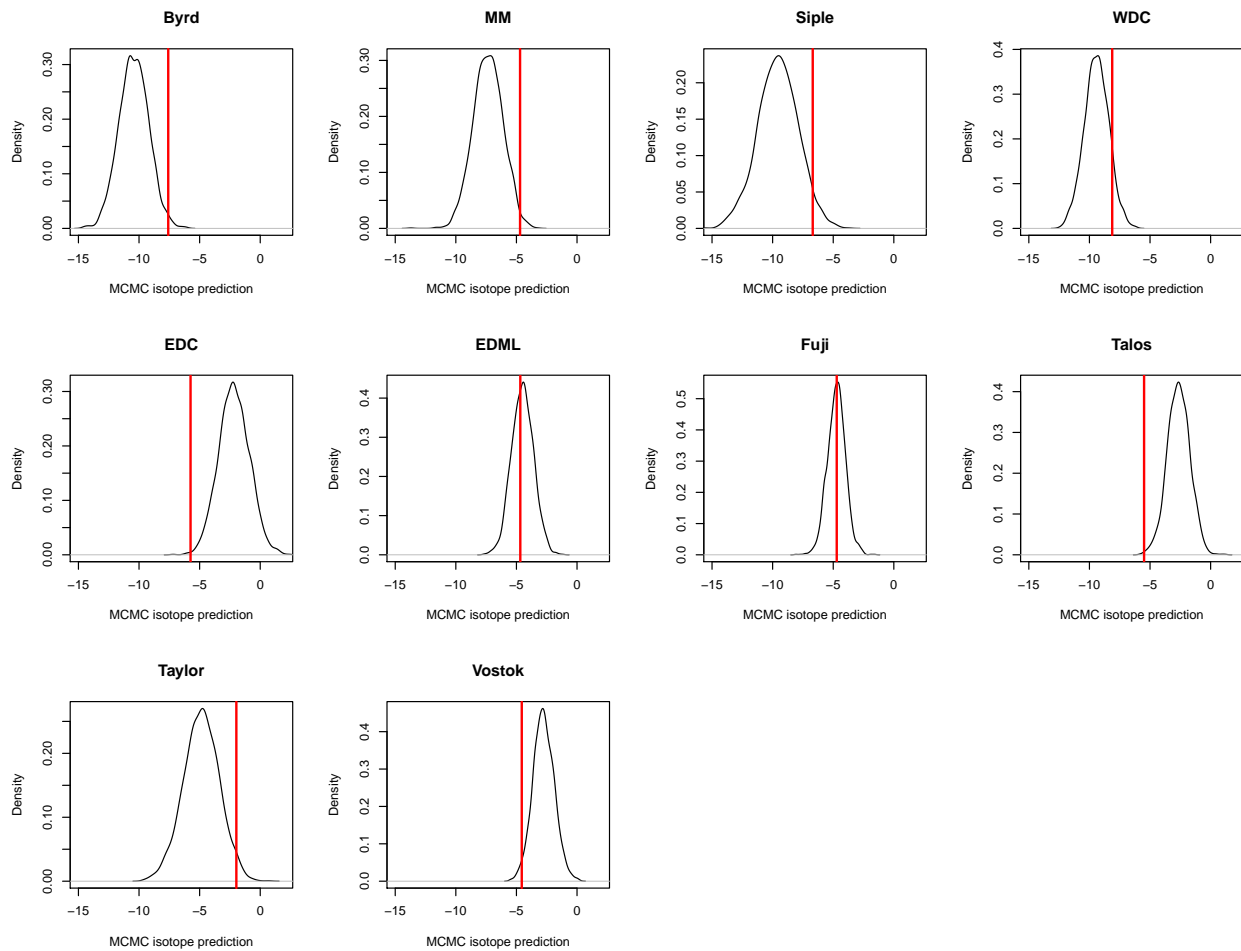 Byrd
MM
Siple
WDC
Density
0.00
0.10
0.20
0.30
−15
−10
−5
0
MCMC isotope prediction
Density
0.00
0.10
0.20
0.30
−15
−10
−5
0
MCMC isotope prediction
Density
0.00
0.05
0.10
0.15
0.20
−15
−10
−5
0
MCMC isotope prediction
Density
0.0
0.1
0.2
0.3
0.4
−15
−10
−5
0
MCMC isotope prediction
EDC
EDML
Fuji
Talos
Density
0.00
0.10
0.20
0.30
−15
−10
−5
0
MCMC isotope prediction
Density
0.0
0.1
0.2
0.3
0.4
−15
−10
−5
0
MCMC isotope prediction
Density
0.0
0.1
0.2
0.3
0.4
0.5
−15
−10
−5
0
MCMC isotope prediction
Density
0.0
0.1
0.2
0.3
0.4
−15
−10
−5
0
MCMC isotope prediction
Taylor
Vostok
Density
0.00
0.10
0.20
−15
−10
−5
0
MCMC isotope prediction
Density
0.0
0.1
0.2
0.3
0.4
−15
−10
−5
0
MCMC isotope prediction